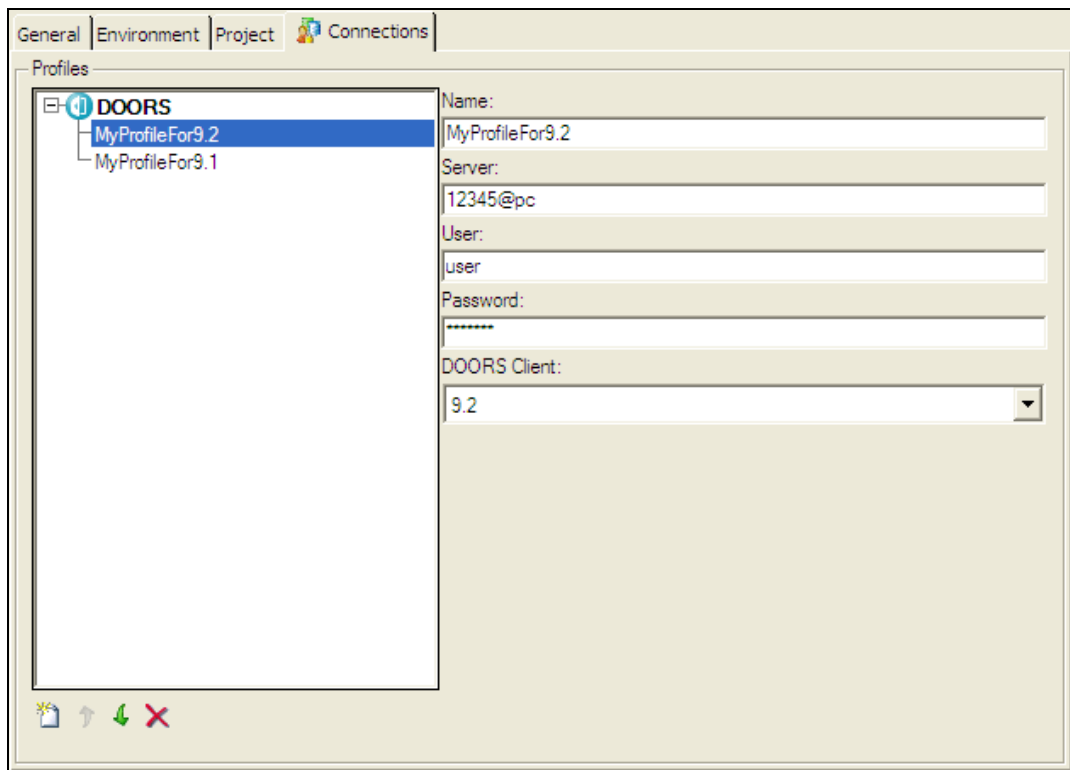 General Environment Project Connections
Profiles
DOORS
MyProfileFor9.2
MyProfileFor9.1
Name:
MyProfileFor9.2
Server:
12345@pc
User:
user
Password:
*******
DOORS Client:
9.2